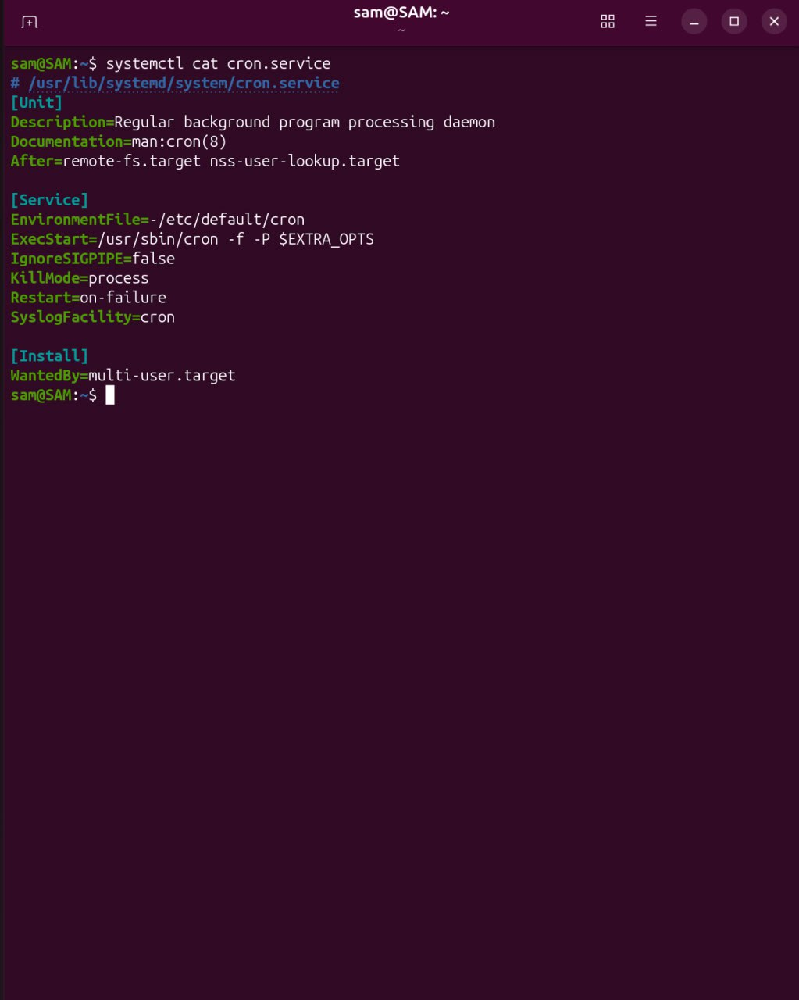 sam@SAM: ~
~
sam@SAM:~$ systemctl cat cron.service
# /usr/lib/systemd/system/cron.service
[Unit]
Description=Regular background program processing daemon
Documentation=man:cron(8)
After=remote-fs.target nss-user-lookup.target

[Service]
EnvironmentFile=-/etc/default/cron
ExecStart=/usr/sbin/cron -f -P $EXTRA_OPTS
IgnoreSIGPIPE=false
KillMode=process
Restart=on-failure
SyslogFacility=cron

[Install]
WantedBy=multi-user.target
sam@SAM:~$